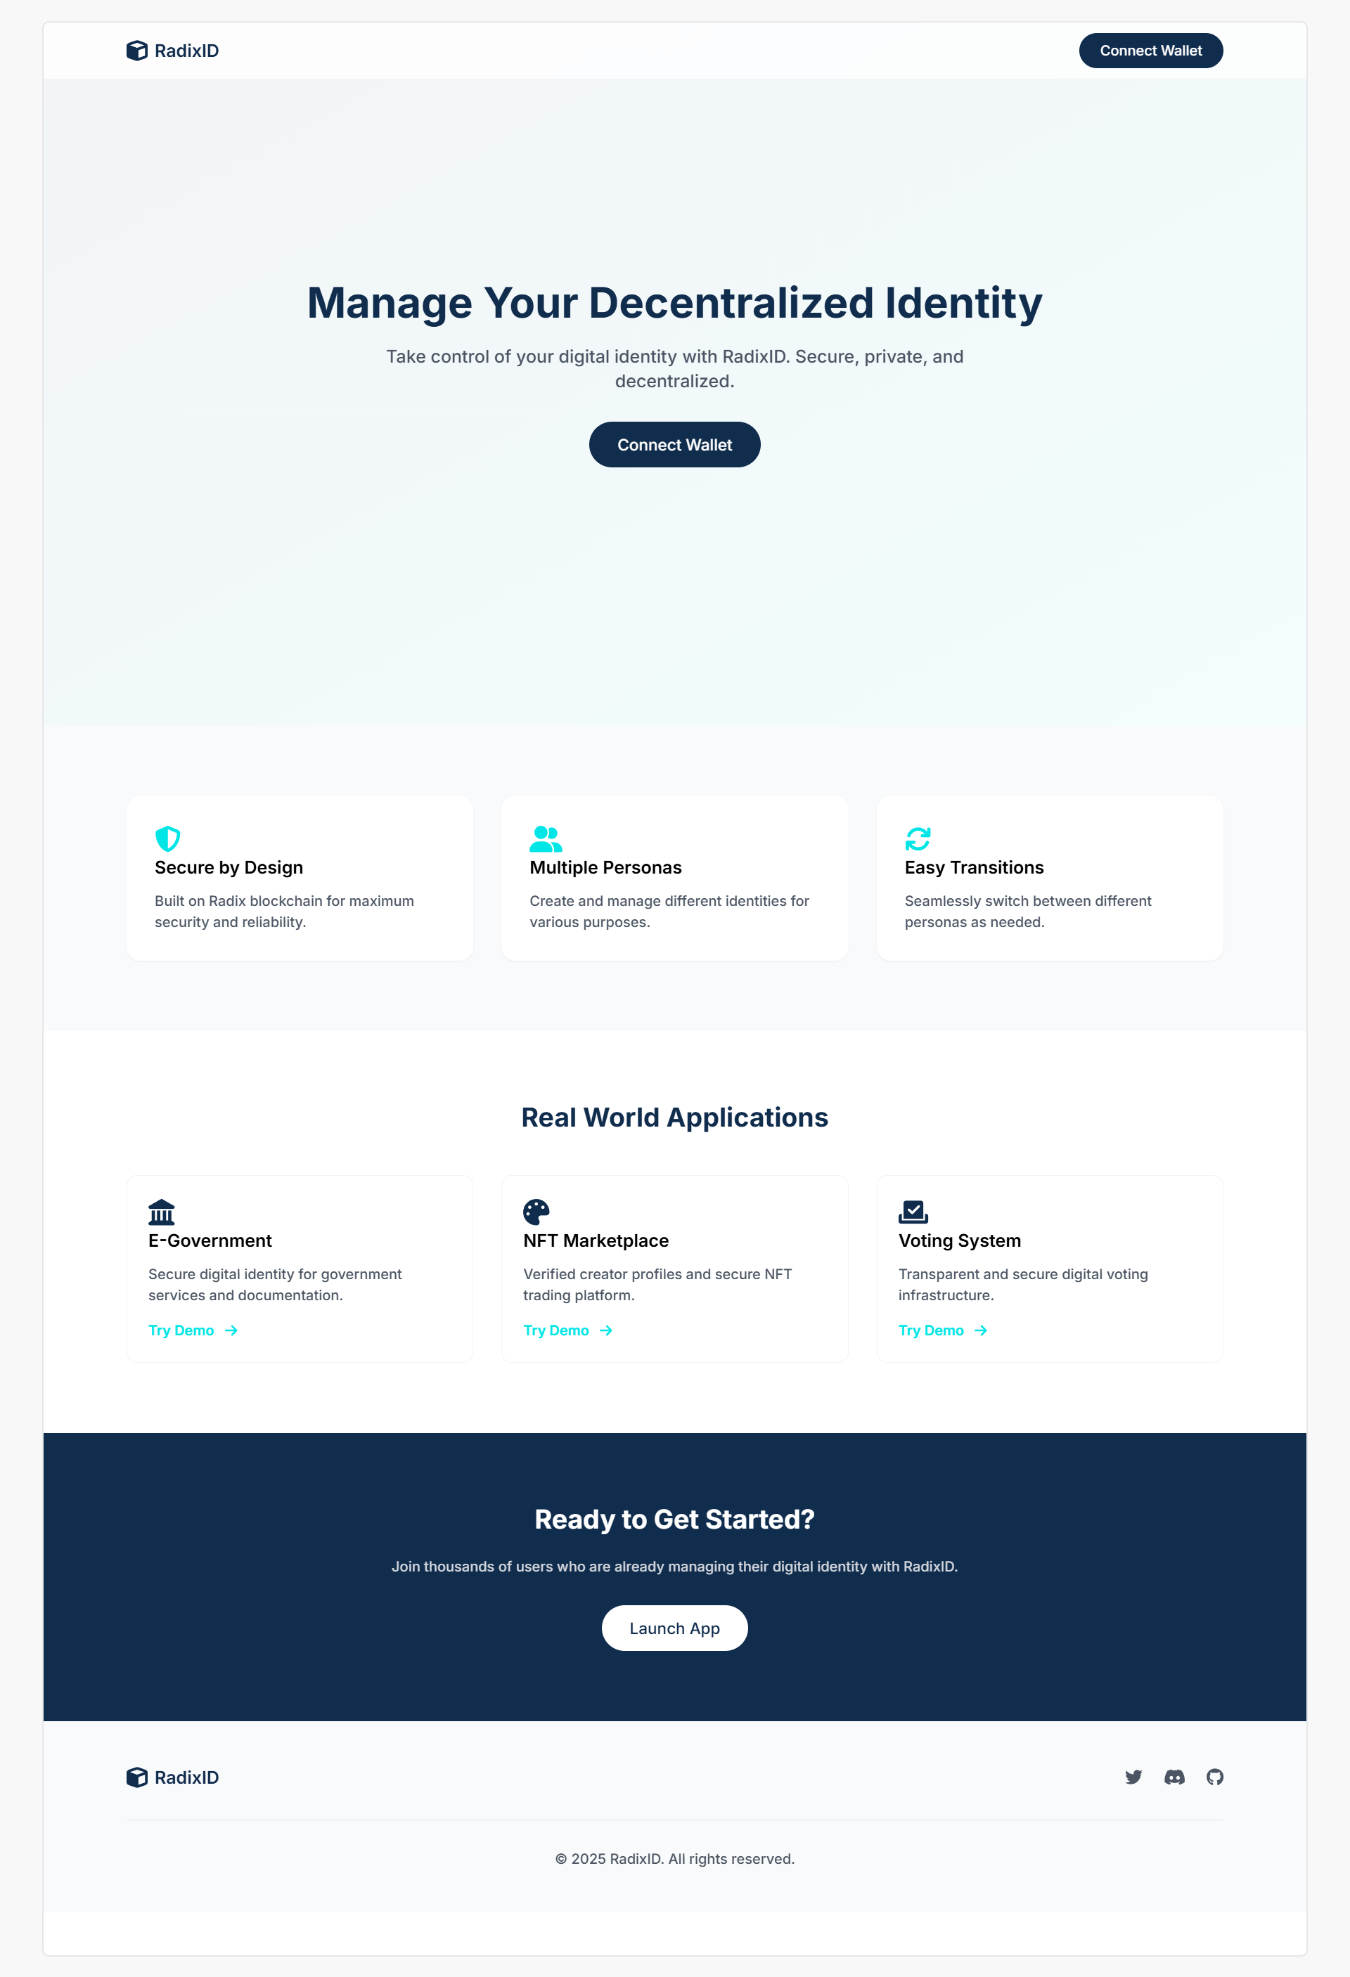 RadixID
Connect Wallet
Manage Your Decentralized Identity
Take control of your digital identity with RadixID. Secure, private, and
decentralized.
Connect Wallet
Secure by Design
Built on Radix blockchain for maximum
security and reliability.
Multiple Personas
Create and manage different identities for
various purposes.
Easy Transitions
Seamlessly switch between different
personas as needed.
Real World Applications
E-Government
Secure digital identity for government
services and documentation.
Try Demo
NFT Marketplace
Verified creator profiles and secure NFT
trading platform.
Try Demo
Voting System
Transparent and secure digital voting
infrastructure.
Try Demo
Ready to Get Started?
Join thousands of users who are already managing their digital identity with RadixID.
Launch App
RadixID
© 2025 RadixID. All rights reserved.